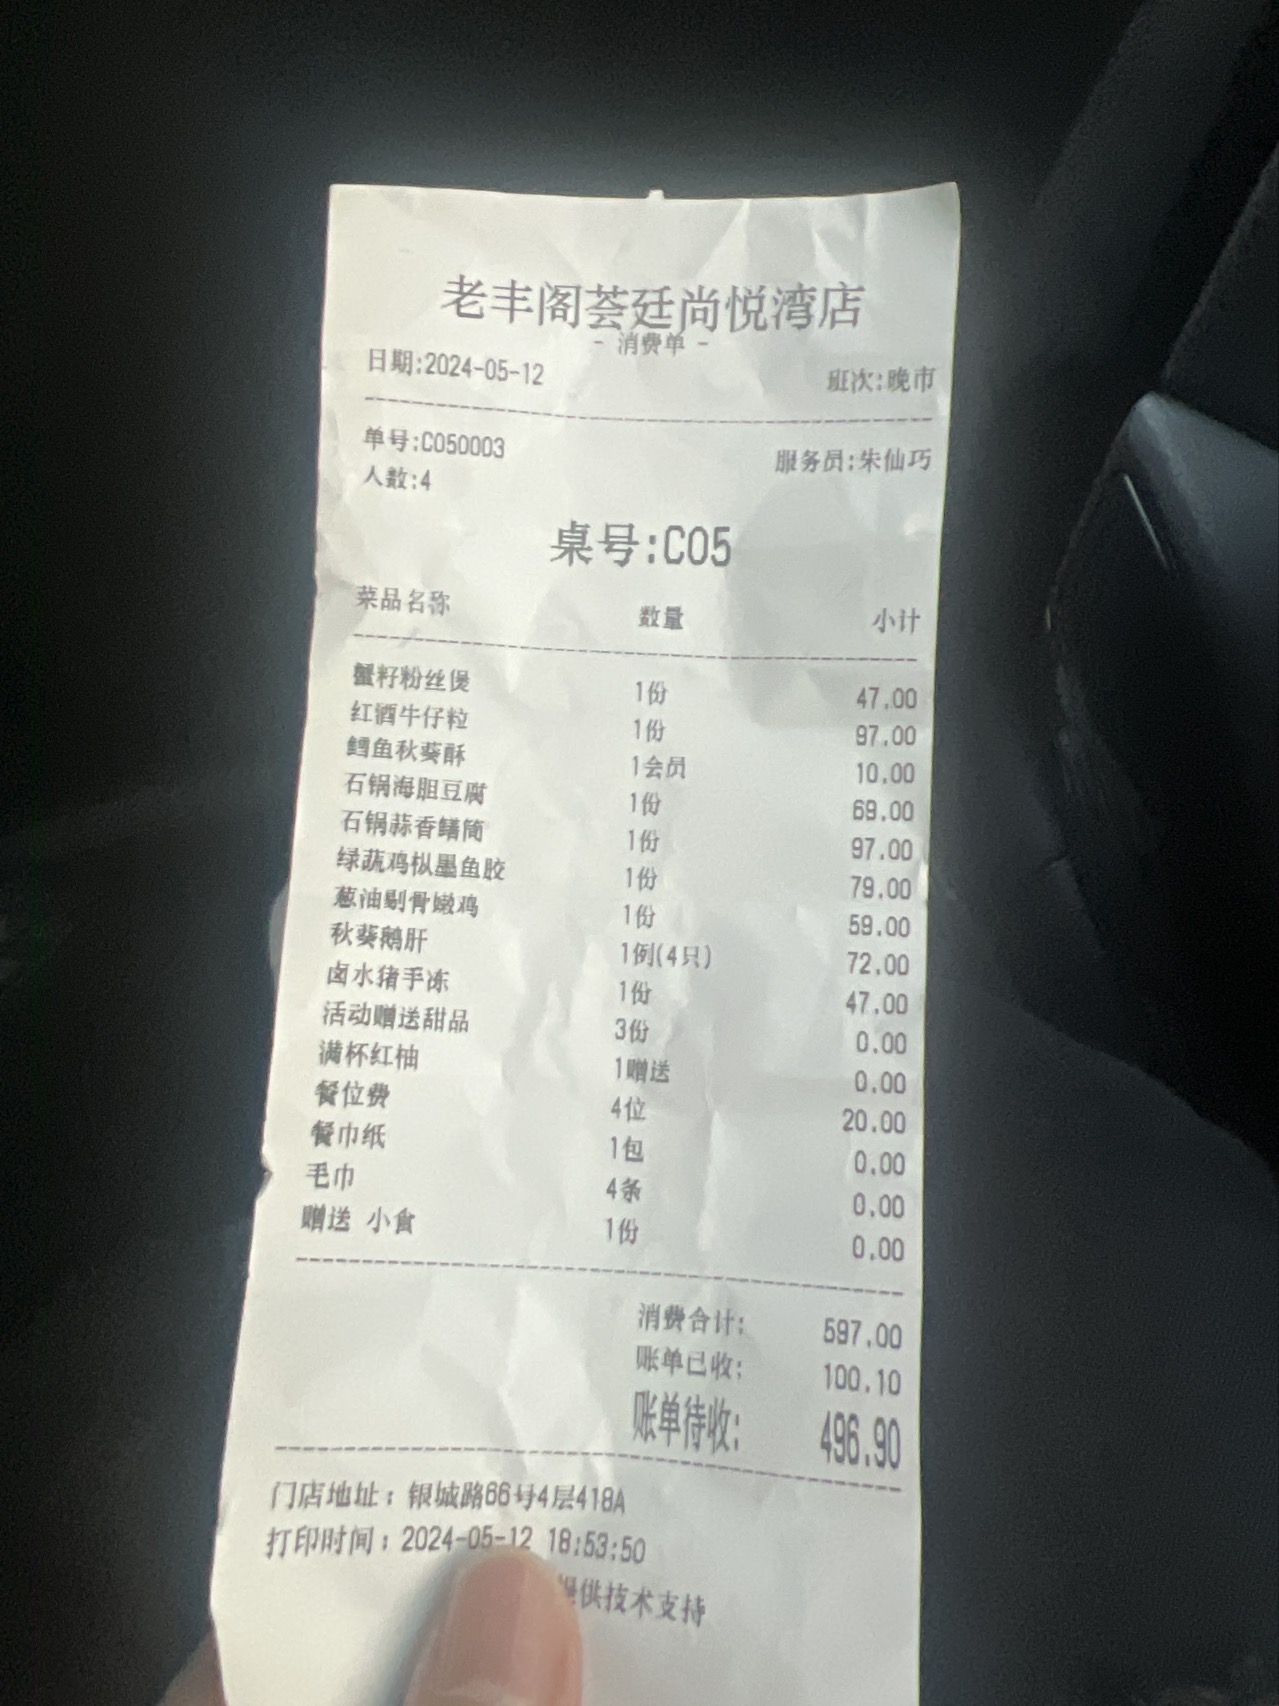 老丰阁荟廷尚悦湾店
- 消费单 -
日期:2024-05-12 班次:晚市
单号:C050003 服务员:朱仙巧
人数:4
桌号:C05
菜品名称 数量 小计
蟹籽粉丝煲 1份 47.00
红酒牛仔粒 1份 97.00
鳕鱼秋葵酥 1会员 10.00
石锅海胆豆腐 1份 69.00
石锅蒜香鳝筒 1份 97.00
绿蔬鸡枞墨鱼胶 1份 79.00
葱油剔骨嫩鸡 1份 59.00
秋葵鹅肝 1例(4只) 72.00
卤水猪手冻 1份 47.00
活动赠送甜品 3份 0.00
满杯红柚 1赠送 0.00
餐位费 4位 20.00
餐巾纸 1包 0.00
毛巾 4条 0.00
赠送 小食 1份 0.00
消费合计: 597.00
账单已收: 100.10
账单待收: 496.90
门店地址：银城路66号4层418A
打印时间：2024-05-12 18:53:50
提供技术支持